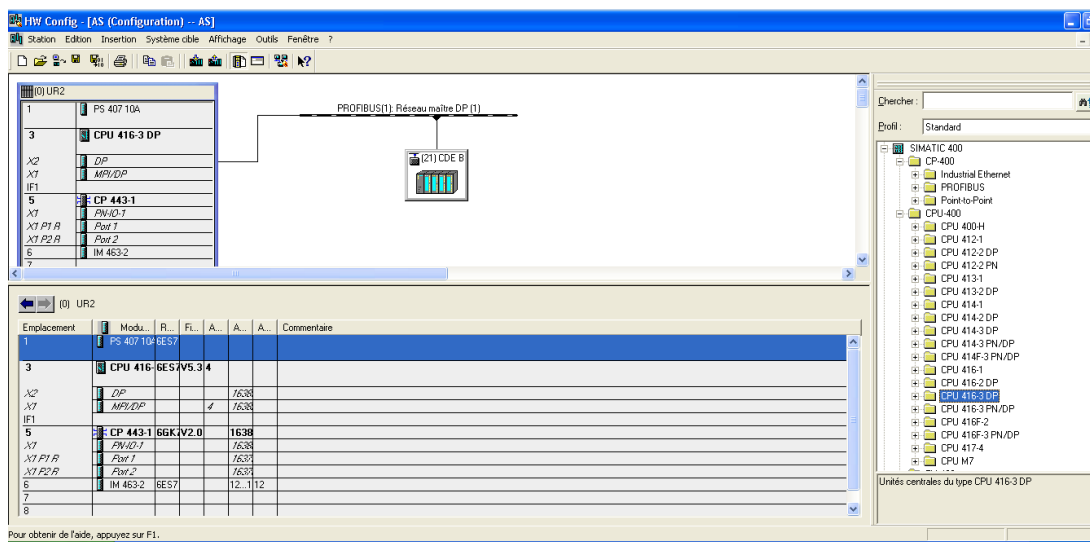 HW Config - [AS (Configuration) -- AS]
Station Edition Insertion Système cible Affichage Outils Fenêtre ?
(0) UR2
1 PS 407 10A
3 CPU 416-3 DP
X2 DP
X1 MPI/DP
IF1
5 CP 443-1
X1 PN-IO-1
X1 P1 R Port 1
X1 P2 R Port 2
6 IM 463-2
7
PROFIBUS(1): Réseau maître DP (1)
(21) CDE B
(0) UR2
Emplacement Modu... R... Fi... A... A... A... Commentaire
1 PS 407 10A 6ES7
3 CPU 416- 6ES7 V5.3 4
X2 DP 1638
X1 MPI/DP 4 1638
IF1
5 CP 443-1 6GK7 V2.0 1638
X1 PN-IO-1 1638
X1 P1 R Port 1 1637
X1 P2 R Port 2 1637
6 IM 463-2 6ES7 12...1 12
7
8
Chercher :
Profil : Standard
SIMATIC 400
CP-400
Industrial Ethernet
PROFIBUS
Point-to-Point
CPU-400
CPU 400-H
CPU 412-1
CPU 412-2 DP
CPU 412-2 PN
CPU 413-1
CPU 413-2 DP
CPU 414-1
CPU 414-2 DP
CPU 414-3 DP
CPU 414-3 PN/DP
CPU 414F-3 PN/DP
CPU 416-1
CPU 416-2 DP
CPU 416-3 DP
CPU 416-3 PN/DP
CPU 416F-2
CPU 416F-3 PN/DP
CPU 417-4
CPU M7
Unités centrales du type CPU 416-3 DP
Pour obtenir de l'aide, appuyez sur F1.